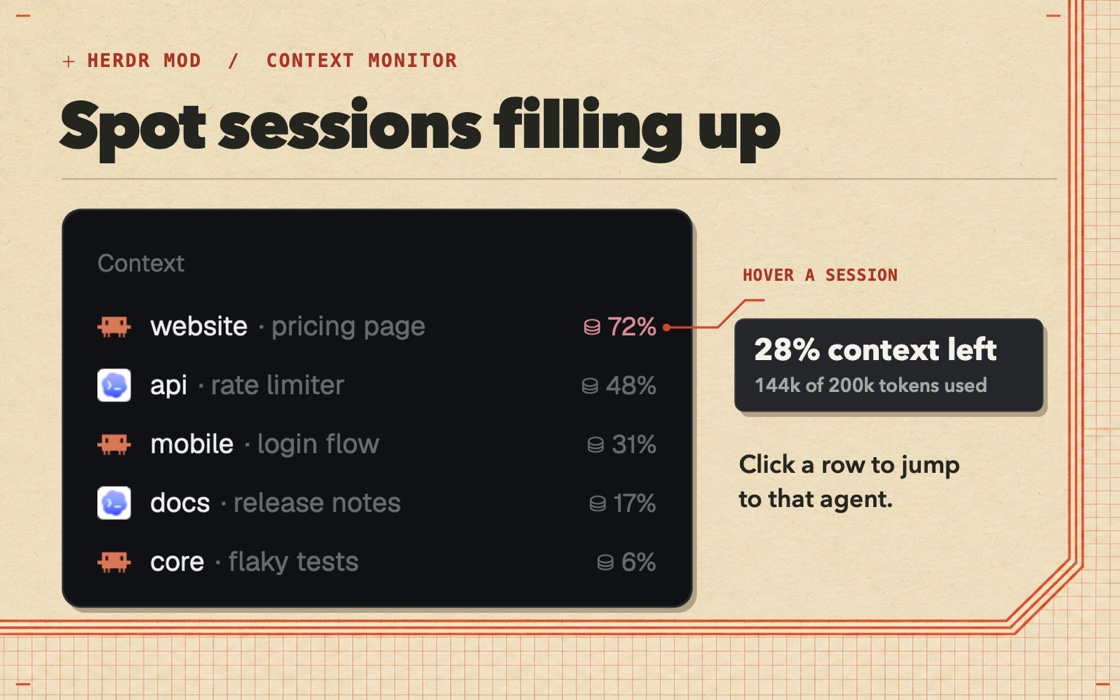 + HERDR MOD / CONTEXT MONITOR
Spot sessions filling up
Context
website · pricing page 72%
api · rate limiter 48%
mobile · login flow 31%
docs · release notes 17%
core · flaky tests 6%
HOVER A SESSION
28% context left
144k of 200k tokens used
Click a row to jump
to that agent.